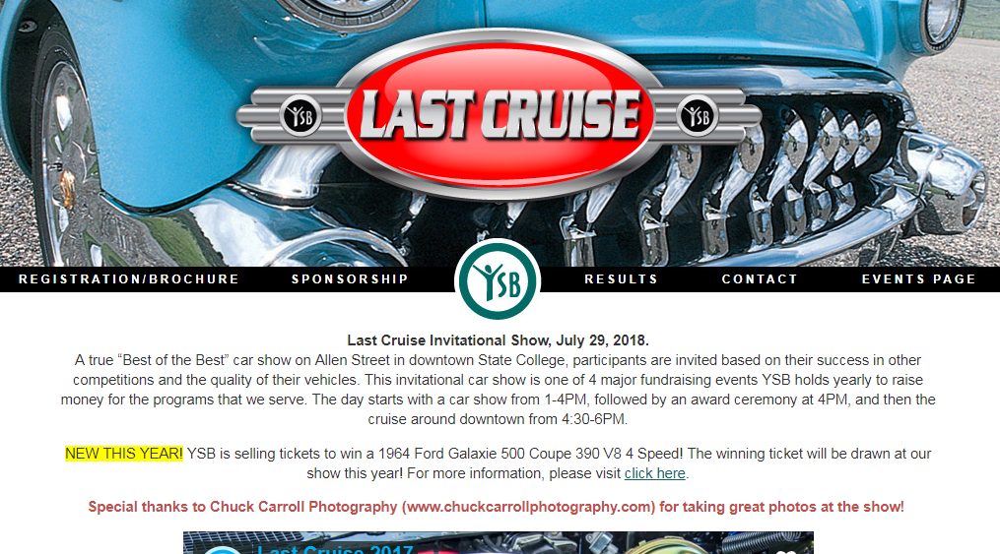 LAST CRUISE
YSB
YSB
REGISTRATION/BROCHURE SPONSORSHIP YSB RESULTS CONTACT EVENTS PAGE
Last Cruise Invitational Show, July 29, 2018.
A true “Best of the Best” car show on Allen Street in downtown State College, participants are invited based on their success in other
competitions and the quality of their vehicles. This invitational car show is one of 4 major fundraising events YSB holds yearly to raise
money for the programs that we serve. The day starts with a car show from 1-4PM, followed by an award ceremony at 4PM, and then the
cruise around downtown from 4:30-6PM.
NEW THIS YEAR! YSB is selling tickets to win a 1964 Ford Galaxie 500 Coupe 390 V8 4 Speed! The winning ticket will be drawn at our
show this year! For more information, please visit click here.
Special thanks to Chuck Carroll Photography (www.chuckcarrollphotography.com) for taking great photos at the show!
Last Cruise 2017